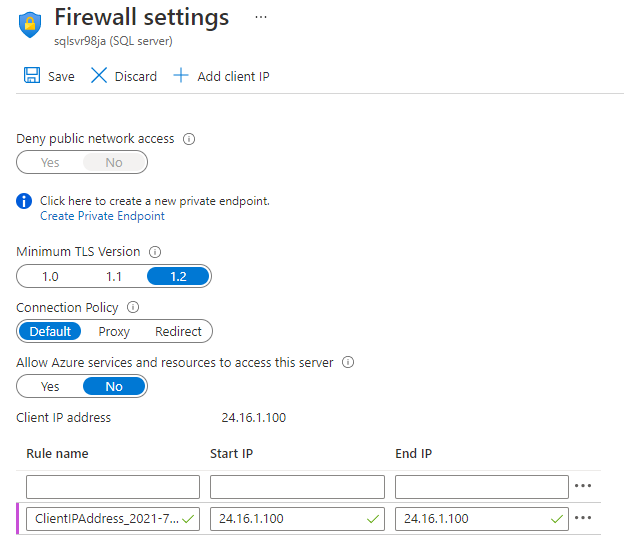 Firewall settings ...
sqlsvr98ja (SQL server)
Save Discard Add client IP
Deny public network access
Yes No
Click here to create a new private endpoint.
Create Private Endpoint
Minimum TLS Version
1.0 1.1 1.2
Connection Policy
Default Proxy Redirect
Allow Azure services and resources to access this server
Yes No
Client IP address 24.16.1.100
Rule name Start IP End IP
ClientIPAddress_2021-7... 24.16.1.100 24.16.1.100